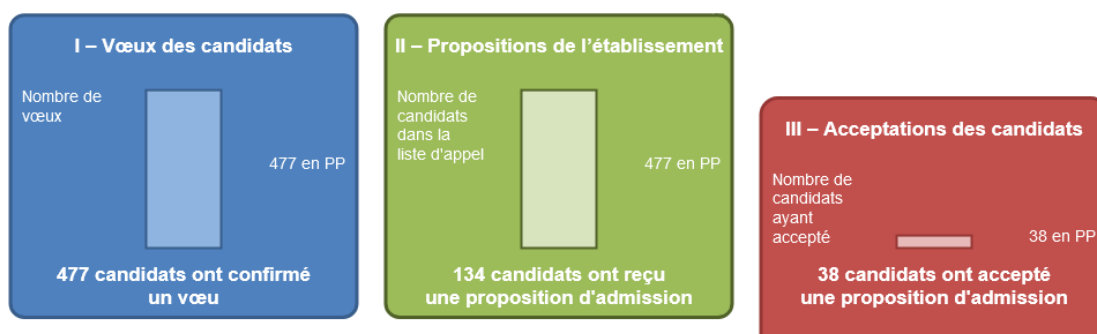 I – Vœux des candidats
Nombre de
vœux
477 en PP
477 candidats ont confirmé
un vœu
II – Propositions de l'établissement
Nombre de
candidats
dans la
liste d'appel
477 en PP
134 candidats ont reçu
une proposition d'admission
III – Acceptations des candidats
Nombre de
candidats
ayant
accepté
38 en PP
38 candidats ont accepté
une proposition d'admission